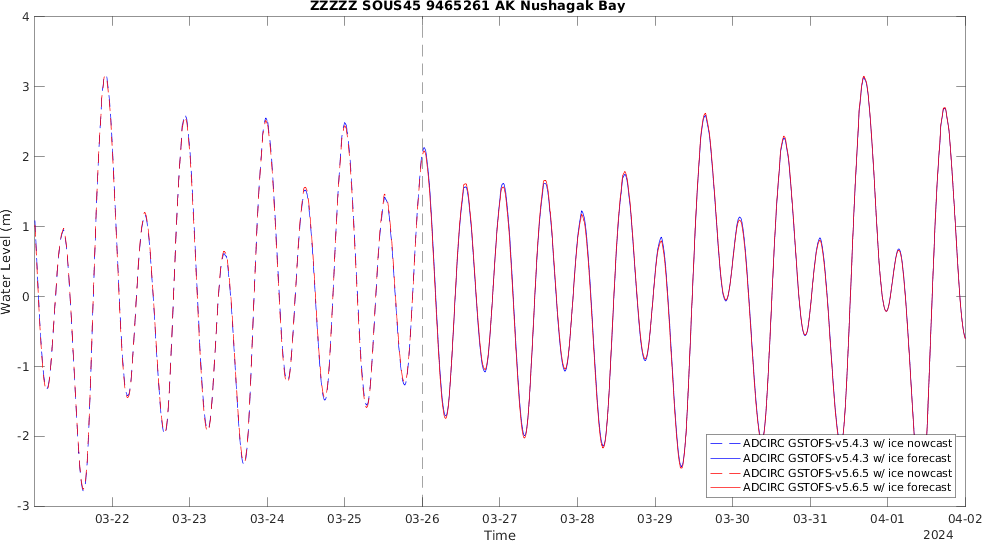 ZZZZZ SOUS45 9465261 AK Nushagak Bay
Water Level (m)
4
3
2
1
0
-1
-2
-3
ADCIRC GSTOFS-v5.4.3 w/ ice nowcast
ADCIRC GSTOFS-v5.4.3 w/ ice forecast
ADCIRC GSTOFS-v5.6.5 w/ ice nowcast
ADCIRC GSTOFS-v5.6.5 w/ ice forecast
03-22 03-23 03-24 03-25 03-26 03-27 03-28 03-29 03-30 03-31 04-01 04-02
Time 2024